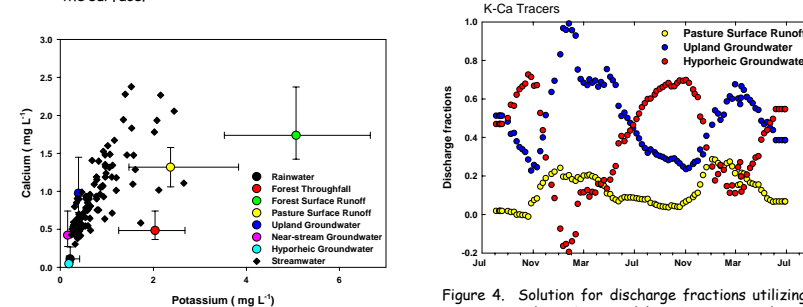 K-Ca Tracers
3.0
2.5
2.0
1.5
1.0
0.5
0.0
0
2
4
6
Calcium ( mg L-1)
Potassium ( mg L-1)
Rainwater
Forest Throughfall
Forest Surface Runoff
Pasture Surface Runoff
Upland Groundwater
Near-stream Groundwater
Hyporheic Groundwater
Streamwater
1.0
0.8
0.6
0.4
0.2
0.0
-0.2
Discharge fractions
Pasture Surface Runoff
Upland Groundwater
Hyporheic Groundwate
Jul
Nov
Mar
Jul
Nov
Mar
Jul
Figure 4. Solution for discharge fractions utilizing